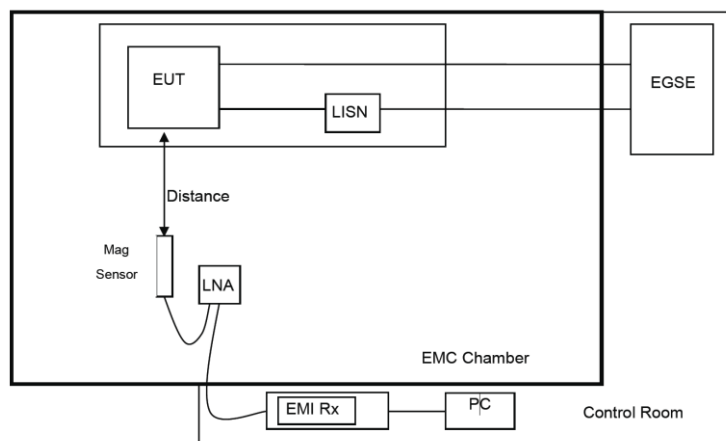 EUT
EGSE
LISN
Distance
Mag
Sensor
LNA
EMC Chamber
EMI Rx
PC
Control Room